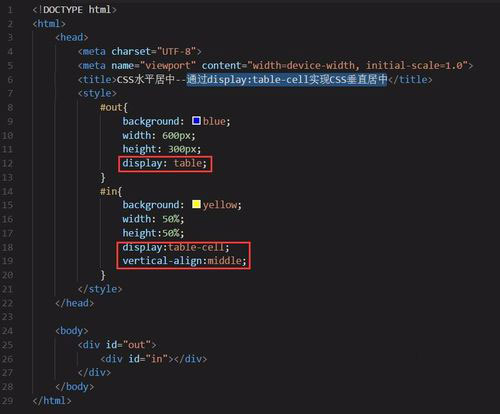 1 <!DOCTYPE html>
2 <html>
3 <head>
4 <meta charset="UTF-8">
5 <meta name="viewport" content="width=device-width, initial-scale=1.0">
6 <title>CSS水平居中--通过display:table-cell实现CSS垂直居中</title>
7 <style>
8 #out{
9 background: blue;
10 width: 600px;
11 height: 300px;
12 display: table;
13 }
14 #in{
15 background: yellow;
16 width: 50%;
17 height:50%;
18 display:table-cell;
19 vertical-align:middle;
20 }
21 </style>
22 </head>
23
24 <body>
25 <div id="out">
26 <div id="in"></div>
27 </div>
28 </body>
29 </html>